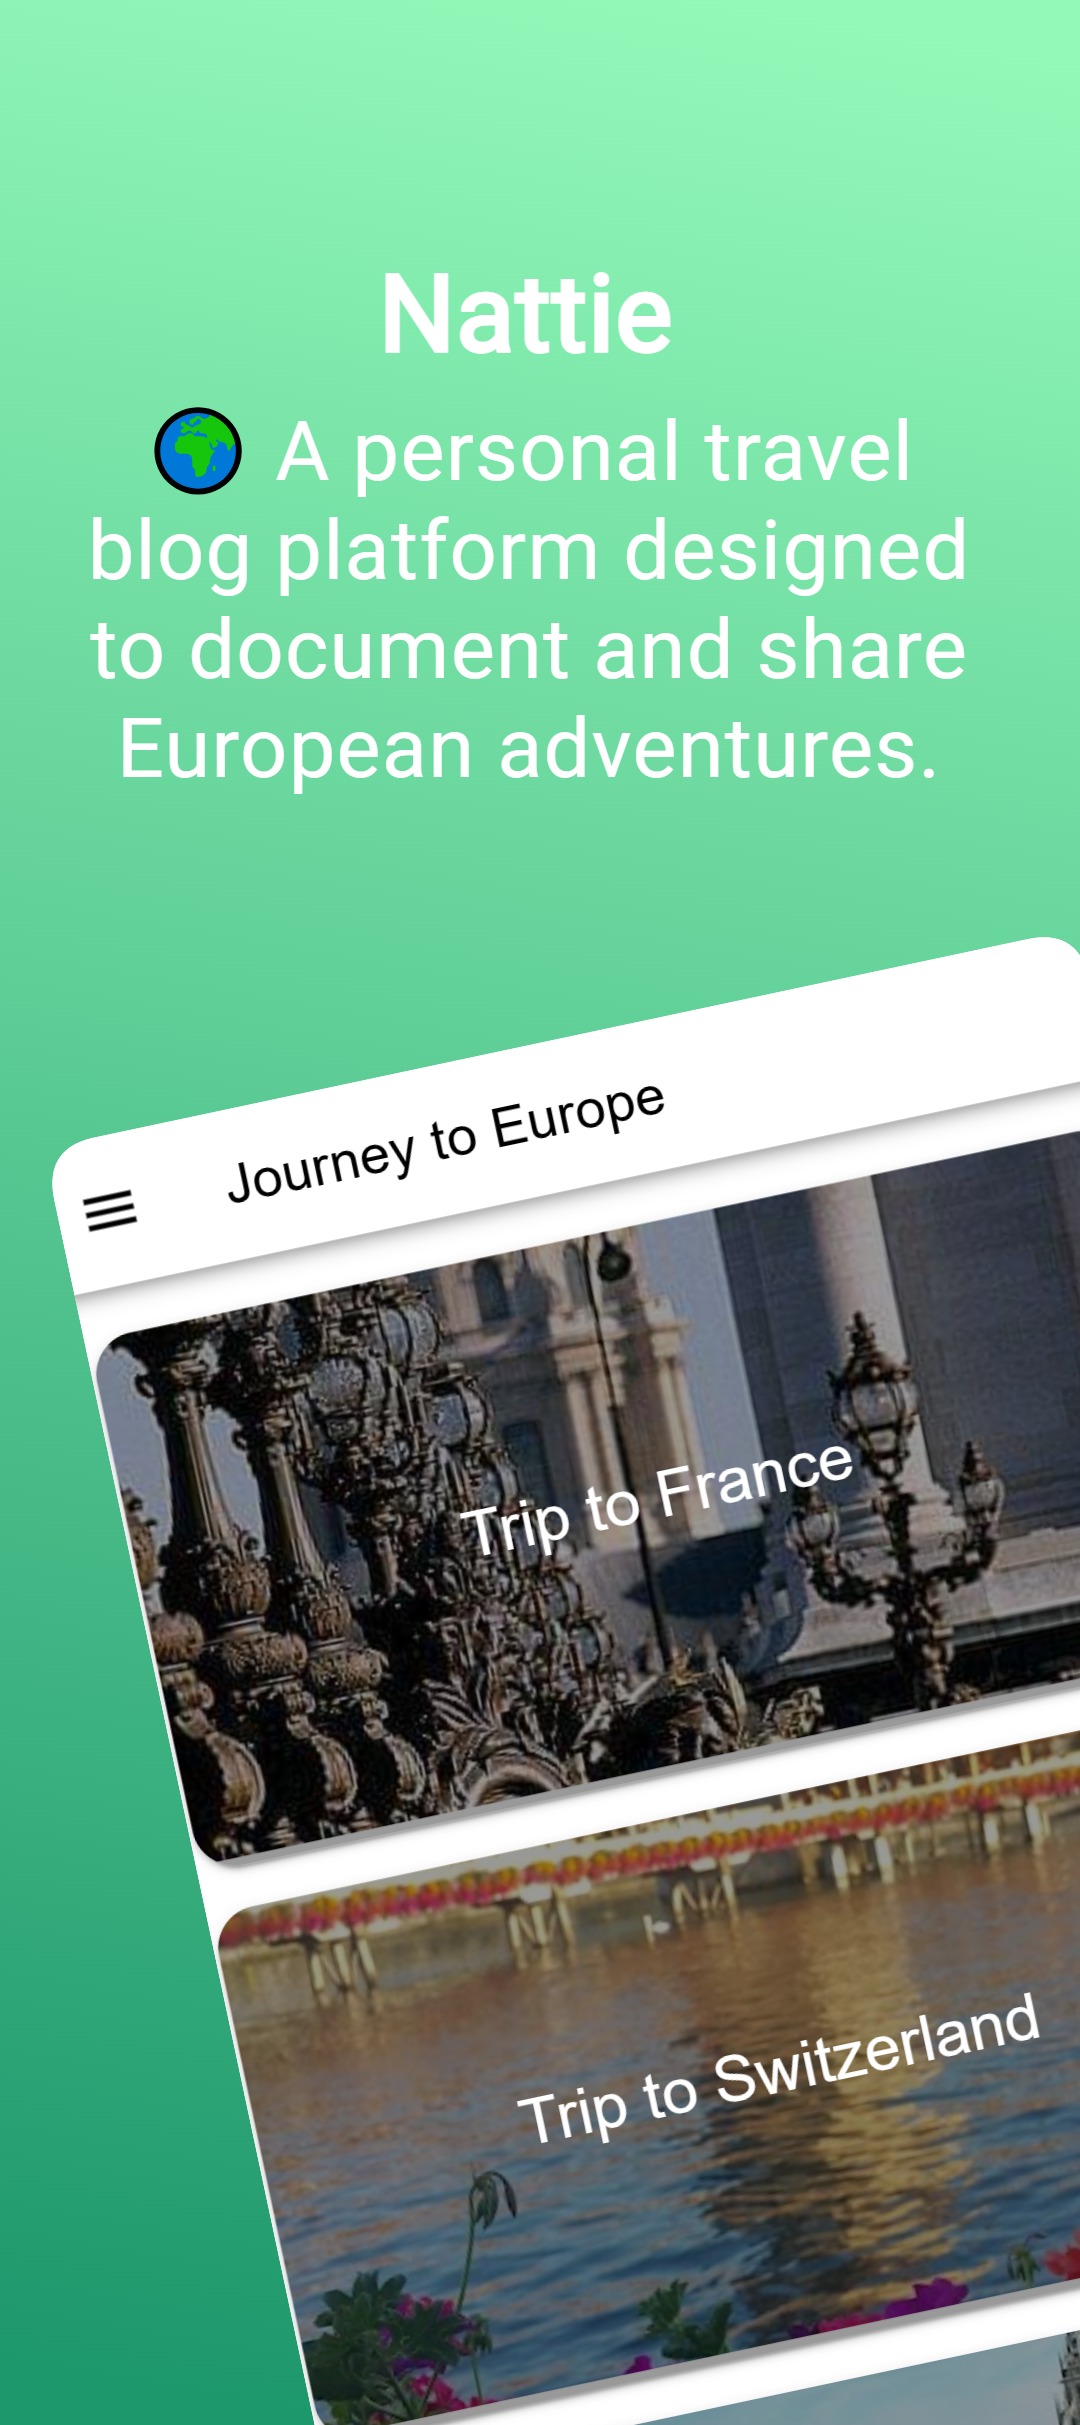 Nattie
🌍 A personal travel
blog platform designed
to document and share
European adventures.
Journey to Europe
Trip to France
Trip to Switzerland